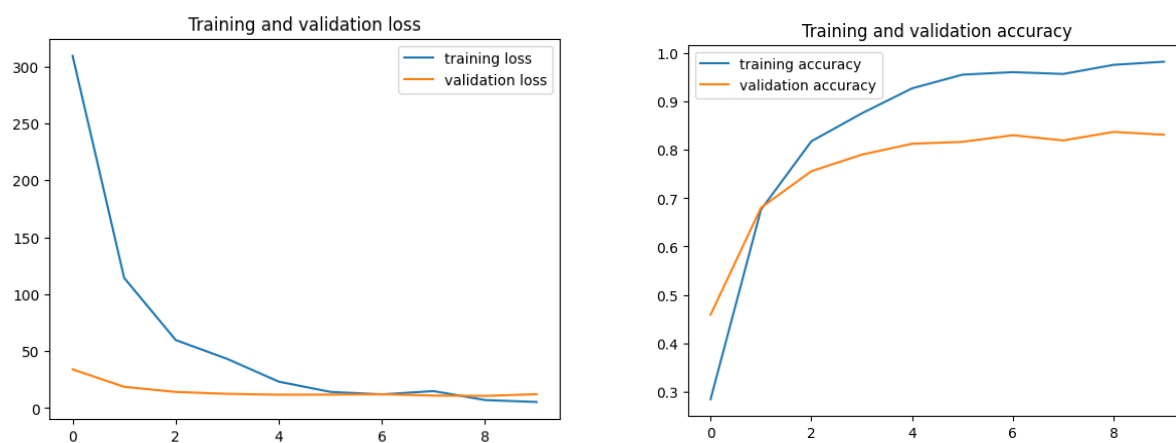 Training and validation loss
training loss
validation loss
300
250
200
150
100
50
0
0 2 4 6 8
Training and validation accuracy
training accuracy
validation accuracy
1.0
0.9
0.8
0.7
0.6
0.5
0.4
0.3
0 2 4 6 8